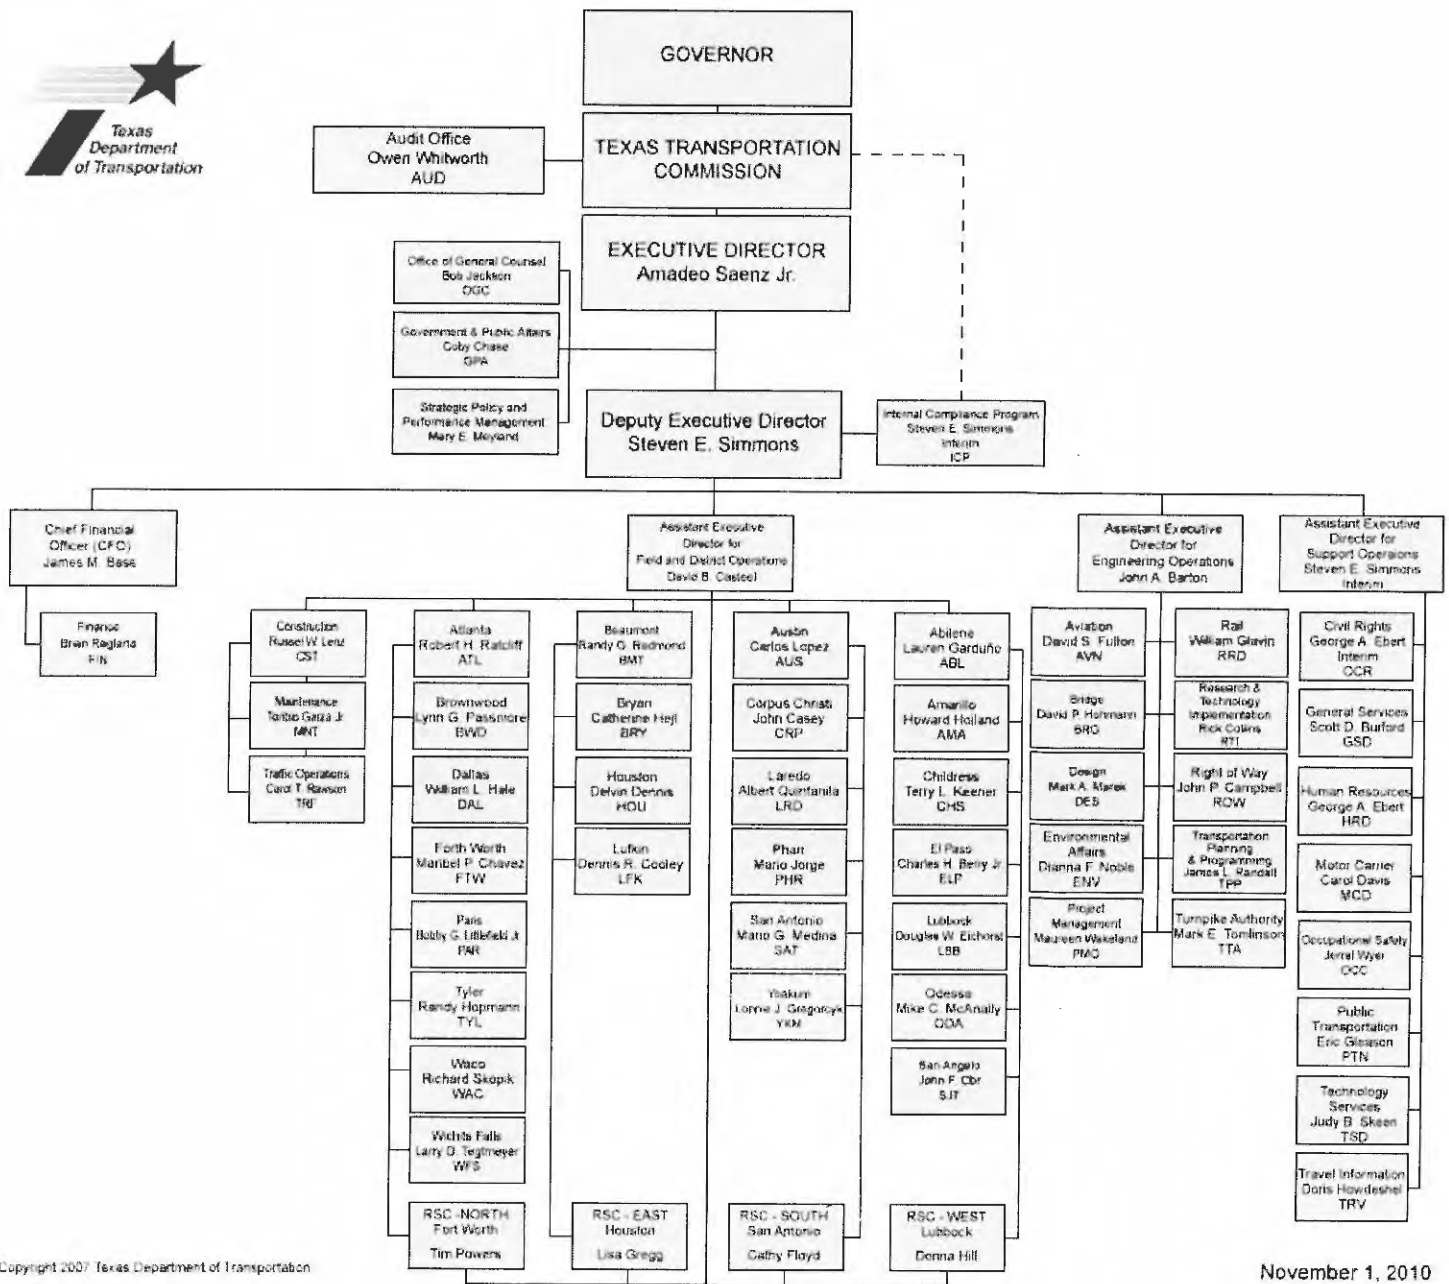 GOVERNOR
Texas
Department
of Transportation
Audit Office
Owen Whitworth
AUD
TEXAS TRANSPORTATION
COMMISSION
EXECUTIVE DIRECTOR
Amadeo Saenz Jr.
Office of General Counsel
Bob Jackson
OGC
Government & Public Affairs
Coby Chase
GPA
Strategic Policy and
Performance Management
Mary E. Meyland
Deputy Executive Director
Steven E. Simmons
Internal Compliance Program
Steven E. Simmons
Interim
ICP
Chief Financial
Officer (CFO)
James M. Bass
Finance
Brian Ragland
FIN
Assistant Executive
Director for
Field and District Operations
David B. Casteel
Assistant Executive
Director for
Engineering Operations
John A. Barton
Assistant Executive
Director for
Support Operaions
Steven E. Simmons
Interim
Construction
Russel W. Lenz
CST
Maintenance
Toribio Garza Jr
MNT
Traffic Operations
Carol T. Rawson
TRF
Atlanta
Robert H. Ratcliff
ATL
Brownwood
Lynn G. Passmore
BWD
Dallas
William L. Hale
DAL
Forth Worth
Maribel P. Chavez
FTW
Paris
Bobby G. Littlefield Jr.
PAR
Tyler
Randy Hopmann
TYL
Waco
Richard Skopik
WAC
Wichita Falls
Larry D. Tegtmeyer
WFS
RSC -NORTH
Fort Worth
Tim Powers
Beaumont
Randy G. Redmond
BMT
Bryan
Catherine Hejl
BRY
Houston
Delvin Dennis
HOU
Lufkin
Dennis R. Cooley
LFK
RSC - EAST
Houston
Lisa Gregg
Austin
Carlos Lopez
AUS
Corpus Christi
John Casey
CRP
Laredo
Albert Quintanilla
LRD
Pharr
Mario Jorge
PHR
San Antonio
Mario G. Medina
SAT
Yoakum
Lonnie J. Gregorcyk
YKM
RSC - SOUTH
San Antonio
Cathy Floyd
Abilene
Lauren Garduño
ABL
Amarillo
Howard Holland
AMA
Childress
Terry L. Keener
CHS
El Paso
Charles H. Berry Jr.
ELP
Lubbock
Douglas W. Eichorst
LBB
Odessa
Mike C. McAnally
ODA
San Angelo
John F.
SJT
RSC - WEST
Lubbock
Donna Hill
Aviation
David S. Fulton
AVN
Bridge
David P. Hohmann
BRG
Design
Mark A. Marek
DES
Environmental
Affairs
Dianna F. Noble
ENV
Project
Management
Maureen Wakeland
PMO
Rail
William Glavin
RRD
Research &
Technology
Implementation
Rick Collins
RTI
Right of Way
John P. Campbell
ROW
Transportation
Planning
& Programming
James L. Randall
TPP
Turnpike Authority
Mark E. Tomlinson
TTA
Civil Rights
George A. Ebert
Interim
OCR
General Services
Scott D. Burford
GSD
Human Resources
George A. Ebert
HRD
Motor Carrier
Carol Davis
MCD
Occupational Safety
Jerral Wyer
OCC
Public
Transportation
Eric Gleason
PTN
Technology
Services
Judy B. Skeen
TSD
Travel Information
Doris Howdeshel
TRV
Copyright 2007 Texas Department of Transportation
November 1, 2010